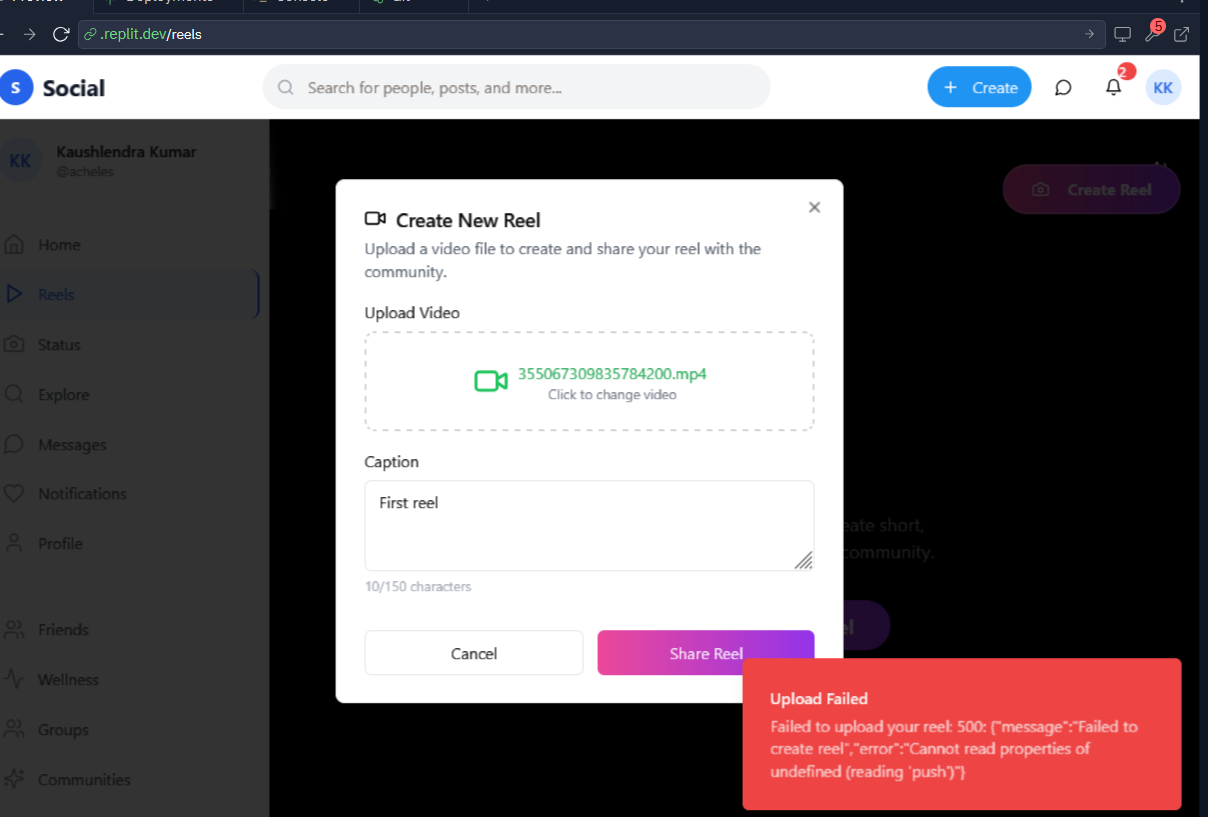 .replit.dev/reels
5
S
Social
Search for people, posts, and more...
+ Create
2
KK
KK
Kaushlendra Kumar
@acheles
Create Reel
Home
Reels
Status
Explore
Messages
Notifications
Profile
Friends
Wellness
Groups
Communities
Create New Reel
Upload a video file to create and share your reel with the
community.
Upload Video
355067309835784200.mp4
Click to change video
Caption
First reel
10/150 characters
Cancel
Share Reel
eate short,
community.
el
Upload Failed
Failed to upload your reel: 500: {"message":"Failed to
create reel","error":"Cannot read properties of
undefined (reading 'push')"}